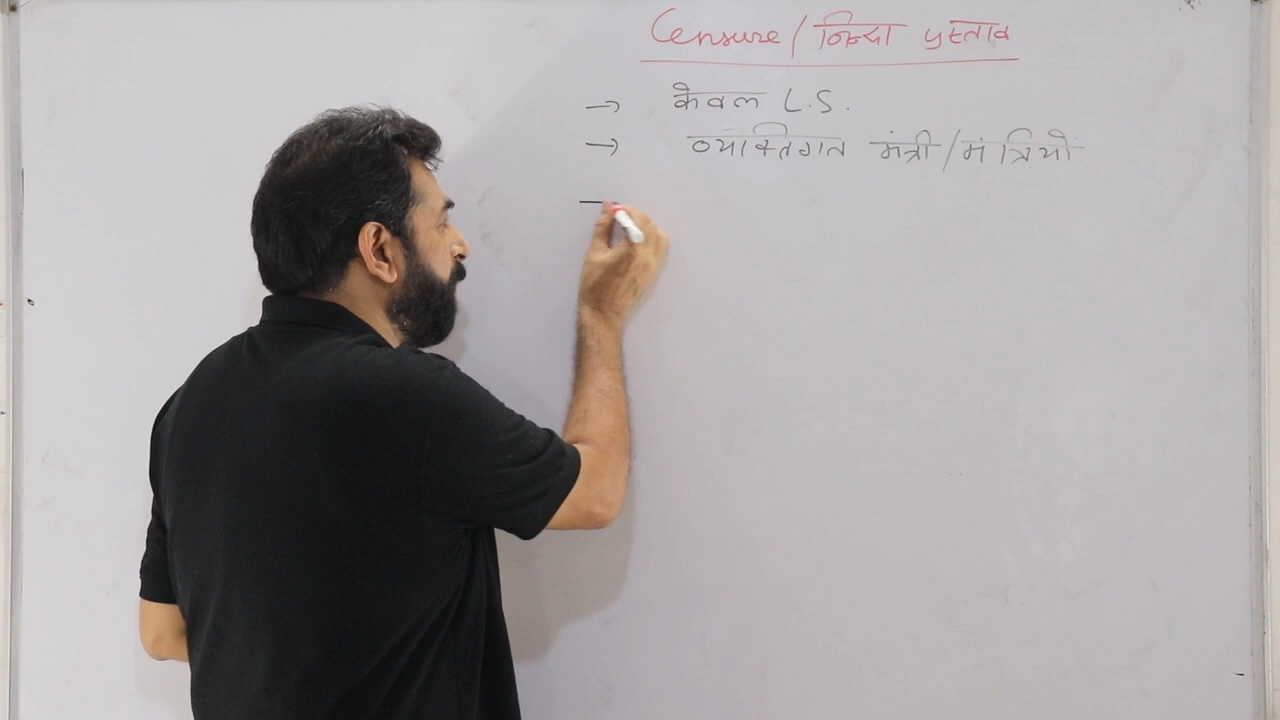 Censure / निन्दा प्रस्ताव
→ केवल L.S.
→ व्यक्तिगत मंत्री/मंत्रियों